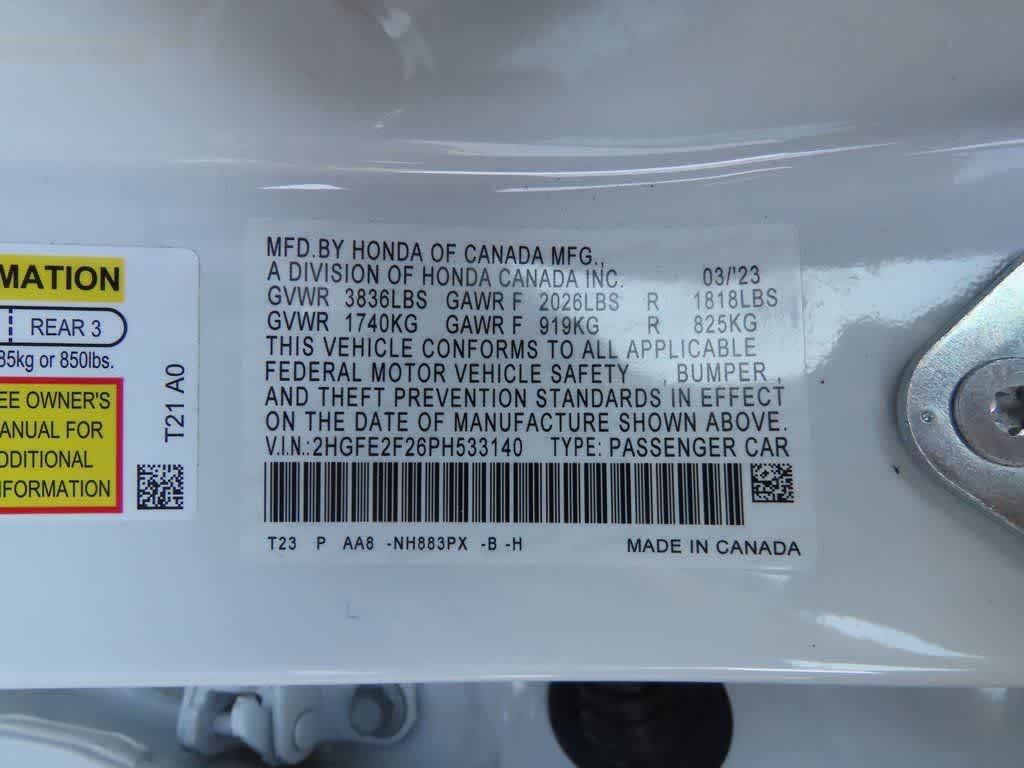 MATION
REAR 3
85kg or 850lbs.
EE OWNER'S
ANUAL FOR
DDITIONAL
NFORMATION
T21 A0
MFD.BY HONDA OF CANADA MFG.,
A DIVISION OF HONDA CANADA INC. 03/'23
GVWR 3836LBS GAWR F 2026LBS R 1818LBS
GVWR 1740KG GAWR F 919KG R 825KG
THIS VEHICLE CONFORMS TO ALL APPLICABLE
FEDERAL MOTOR VEHICLE SAFETY , BUMPER ,
AND THEFT PREVENTION STANDARDS IN EFFECT
ON THE DATE OF MANUFACTURE SHOWN ABOVE.
V.I.N.:2HGFE2F26PH533140 TYPE: PASSENGER CAR
T23 P AA8 -NH883PX -B -H MADE IN CANADA